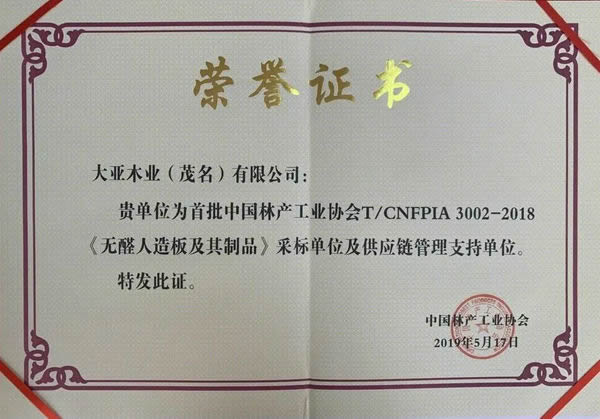 荣誉证书
大亚木业（茂名）有限公司：
贵单位为首批中国林产工业协会T/CNFPIA 3002-2018
《无醛人造板及其制品》采标单位及供应链管理支持单位。
特发此证。
中国林产工业协会
2019年5月17日